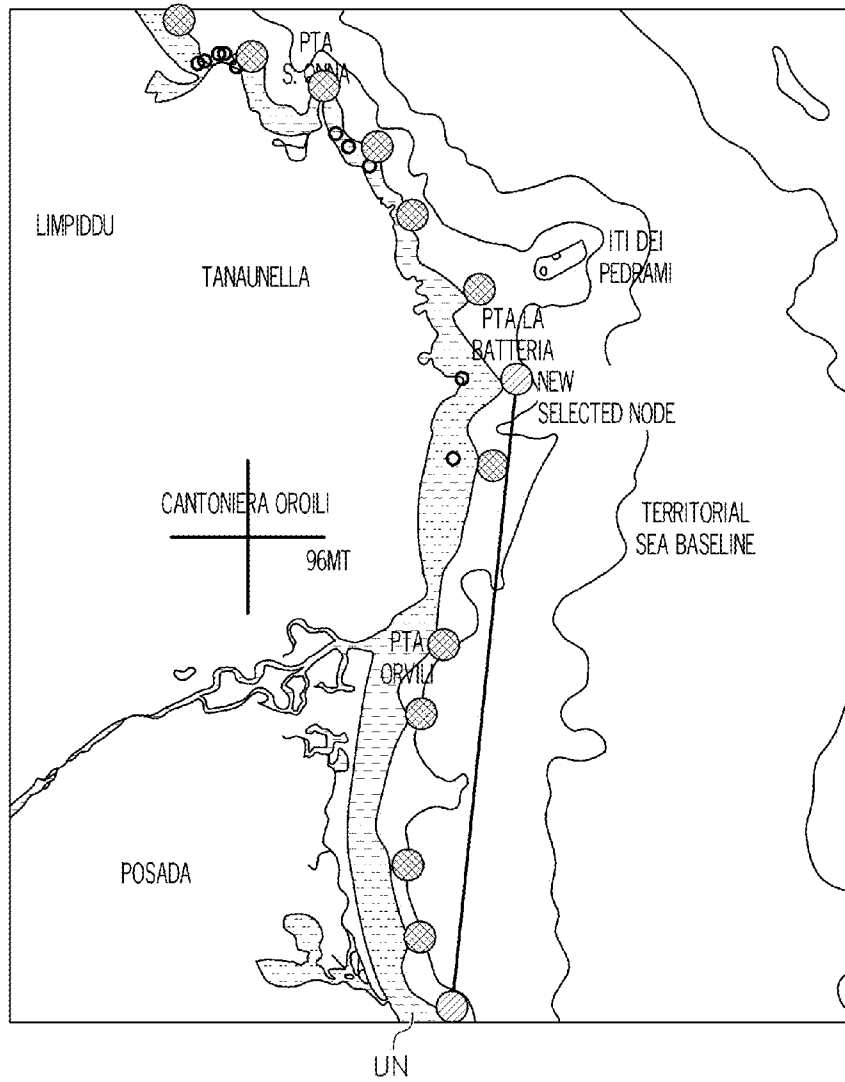 PTA
S. ONNA
LIMPIDDU
TANAUNELLA
ITI DEI
PEDRAMI
PTA LA
BATTERIA
NEW
SELECTED NODE
CANTONIERA OROILI
96MT
TERRITORIAL
SEA BASELINE
PTA
ORVILI
POSADA
UN